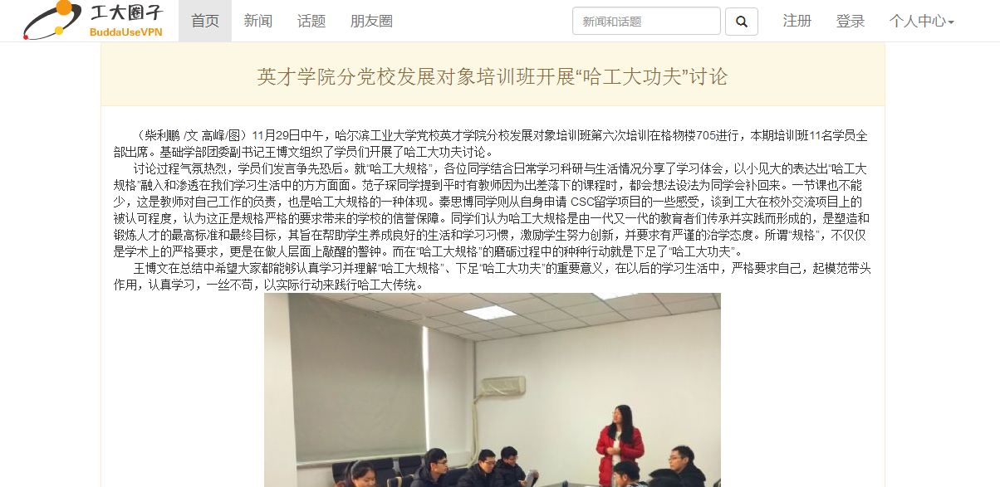 工大圈子
BuddaUseVPN
首页
新闻
话题
朋友圈
新闻和话题
注册
登录
个人中心
英才学院分党校发展对象培训班开展“哈工大功夫”讨论
（柴利鹏 /文 高峰/图）11月29日中午，哈尔滨工业大学党校英才学院分校发展对象培训班第六次培训在格物楼705进行，本期培训班11名学员全
部出席。基础学部团委副书记王博文组织了学员们开展了哈工大功夫讨论。
讨论过程气氛热烈，学员们发言争先恐后。就“哈工大规格”，各位同学结合日常学习科研与生活情况分享了学习体会，以小见大的表达出“哈工大
规格”融入和渗透在我们学习生活中的方方面面。范子琛同学提到平时有教师因为出差落下的课程时，都会想法设法为同学会补回来。一节课也不能
少，这是教师对自己工作的负责，也是哈工大规格的一种体现。秦思博同学则从自身申请 CSC留学项目的一些感受，谈到工大在校外交流项目上的
被认可程度，认为这正是规格严格的要求带来的学校的信誉保障。同学们认为哈工大规格是由一代又一代的教育者们传承并实践而形成的，是塑造和
锻炼人才的最高标准和最终目标，其旨在帮助学生养成良好的生活和学习习惯，激励学生努力创新，并要求有严谨的治学态度。所谓“规格”，不仅仅
是学术上的严格要求，更是在做人层面上敲醒的警钟。而在“哈工大规格”的磨砺过程中的种种行动就是下足了“哈工大功夫”。
王博文在总结中希望大家都能够认真学习并理解“哈工大规格”、下足“哈工大功夫”的重要意义，在以后的学习生活中，严格要求自己，起模范带头
作用，认真学习，一丝不苟，以实际行动来践行哈工大传统。